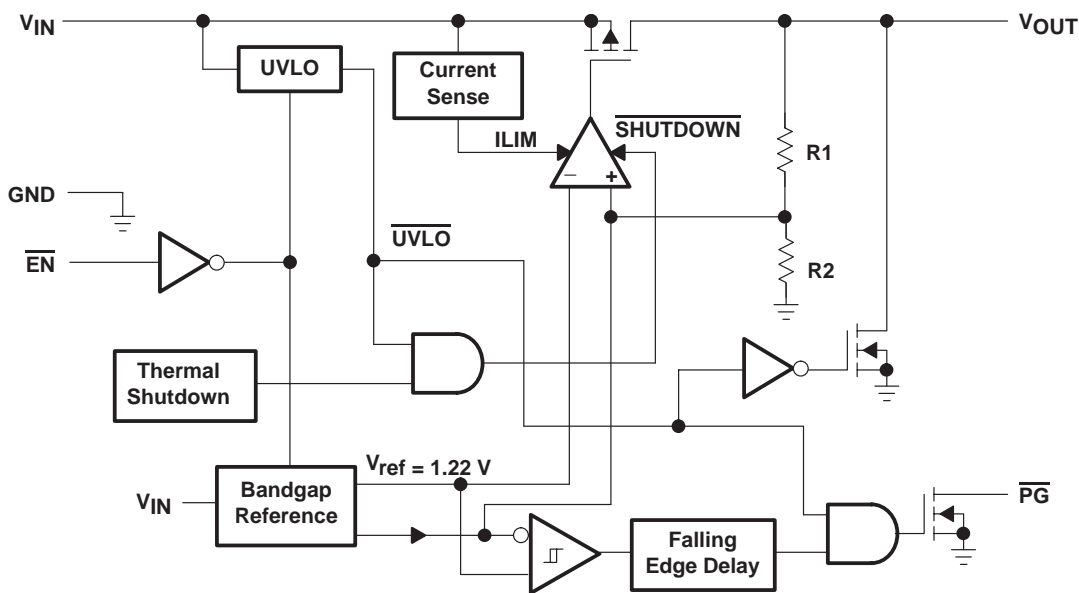 VIN
VOUT
UVLO
Current
Sense
SHUTDOWN
ILIM
R1
− +
GND
UVLO
EN
R2
Thermal
Shutdown
Vref = 1.22 V
VIN
Bandgap
Reference
PG
Falling
Edge Delay